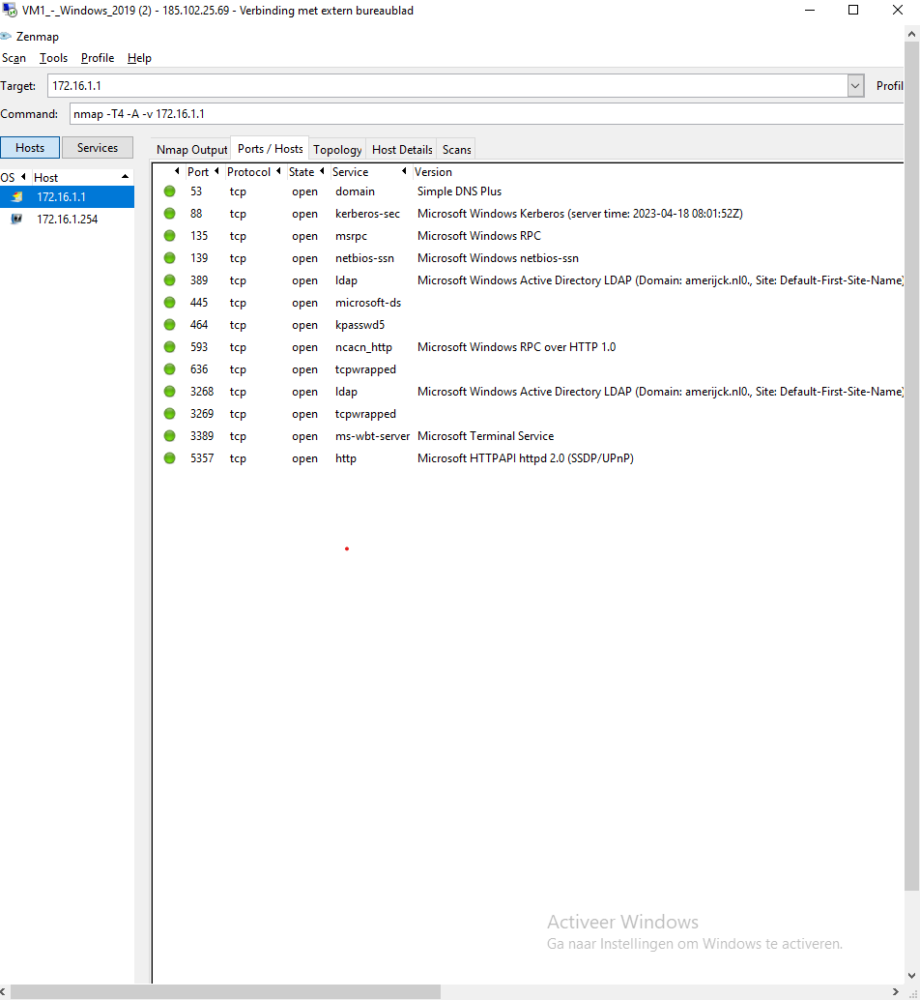 VM1_-_Windows_2019 (2) - 185.102.25.69 - Verbinding met extern bureaublad
Zenmap
Scan Tools Profile Help
Target: 172.16.1.1 Profil
Command: nmap -T4 -A -v 172.16.1.1
Hosts Services Nmap Output Ports / Hosts Topology Host Details Scans
OS Host Port Protocol State Service Version
172.16.1.1
172.16.1.254
53 tcp open domain Simple DNS Plus
88 tcp open kerberos-sec Microsoft Windows Kerberos (server time: 2023-04-18 08:01:52Z)
135 tcp open msrpc Microsoft Windows RPC
139 tcp open netbios-ssn Microsoft Windows netbios-ssn
389 tcp open ldap Microsoft Windows Active Directory LDAP (Domain: amerijck.nl0., Site: Default-First-Site-Name)
445 tcp open microsoft-ds
464 tcp open kpasswd5
593 tcp open ncacn_http Microsoft Windows RPC over HTTP 1.0
636 tcp open tcpwrapped
3268 tcp open ldap Microsoft Windows Active Directory LDAP (Domain: amerijck.nl0., Site: Default-First-Site-Name)
3269 tcp open tcpwrapped
3389 tcp open ms-wbt-server Microsoft Terminal Service
5357 tcp open http Microsoft HTTPAPI httpd 2.0 (SSDP/UPnP)
Activeer Windows
Ga naar Instellingen om Windows te activeren.